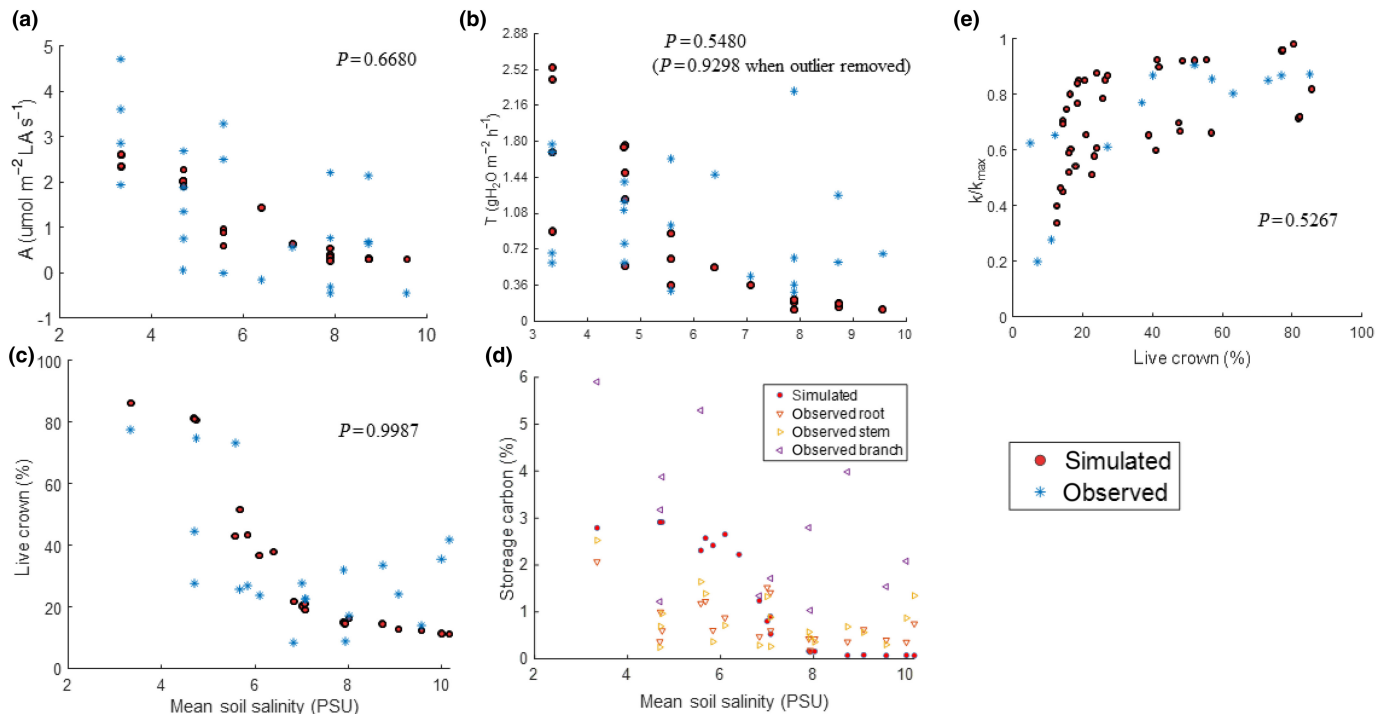 (a)
P=0.6680
A (umol m⁻² LA s⁻¹)
5
4
3
2
1
0
-1
2
4
6
8
10
(b)
P=0.5480
(P=0.9298 when outlier removed)
T (gH₂O m⁻² h⁻¹)
2.88
2.52
2.16
1.80
1.44
1.08
0.72
0.36
0
3
4
5
6
7
8
9
10
(e)
P=0.5267
k/kmax
1
0.8
0.6
0.4
0.2
0
0
20
40
60
80
100
Live crown (%)
(c)
P=0.9987
Live crown (%)
100
80
60
40
20
0
2
4
6
8
10
Mean soil salinity (PSU)
(d)
Storeage carbon (%)
6
5
4
3
2
1
0
2
4
6
8
10
Mean soil salinity (PSU)
Simulated
Observed root
Observed stem
Observed branch
Simulated
Observed